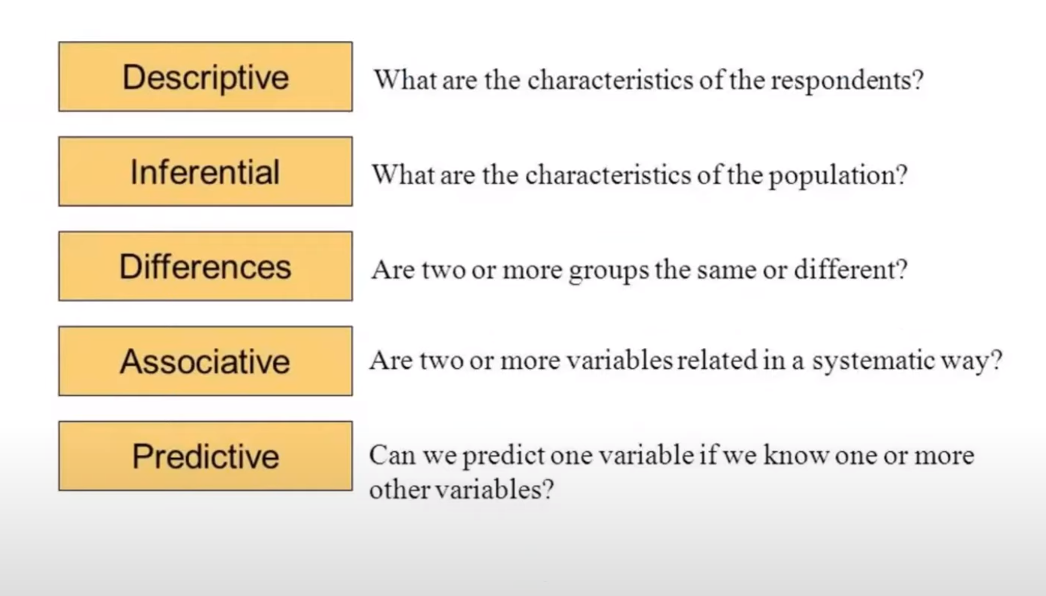 Descriptive
What are the characteristics of the respondents?
Inferential
What are the characteristics of the population?
Differences
Are two or more groups the same or different?
Associative
Are two or more variables related in a systematic way?
Predictive
Can we predict one variable if we know one or more
other variables?